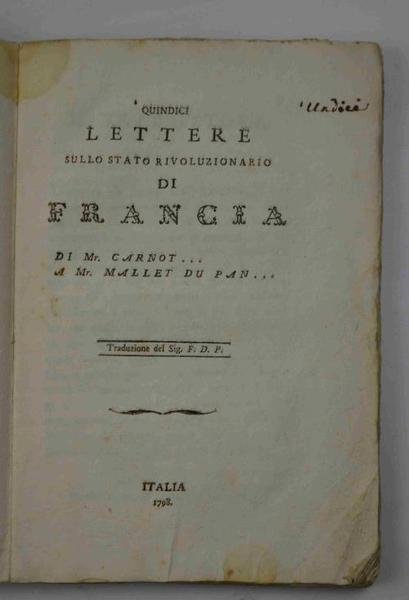 QUINDICI
Undici
LETTERE
SULLO STATO RIVOLUZIONARIO
DI
FRANCIA
DI Mr. CARNOT...
A Mr. MALLET DU PAN...
Traduzione del Sig. F. D. P.
ITALIA
1798.